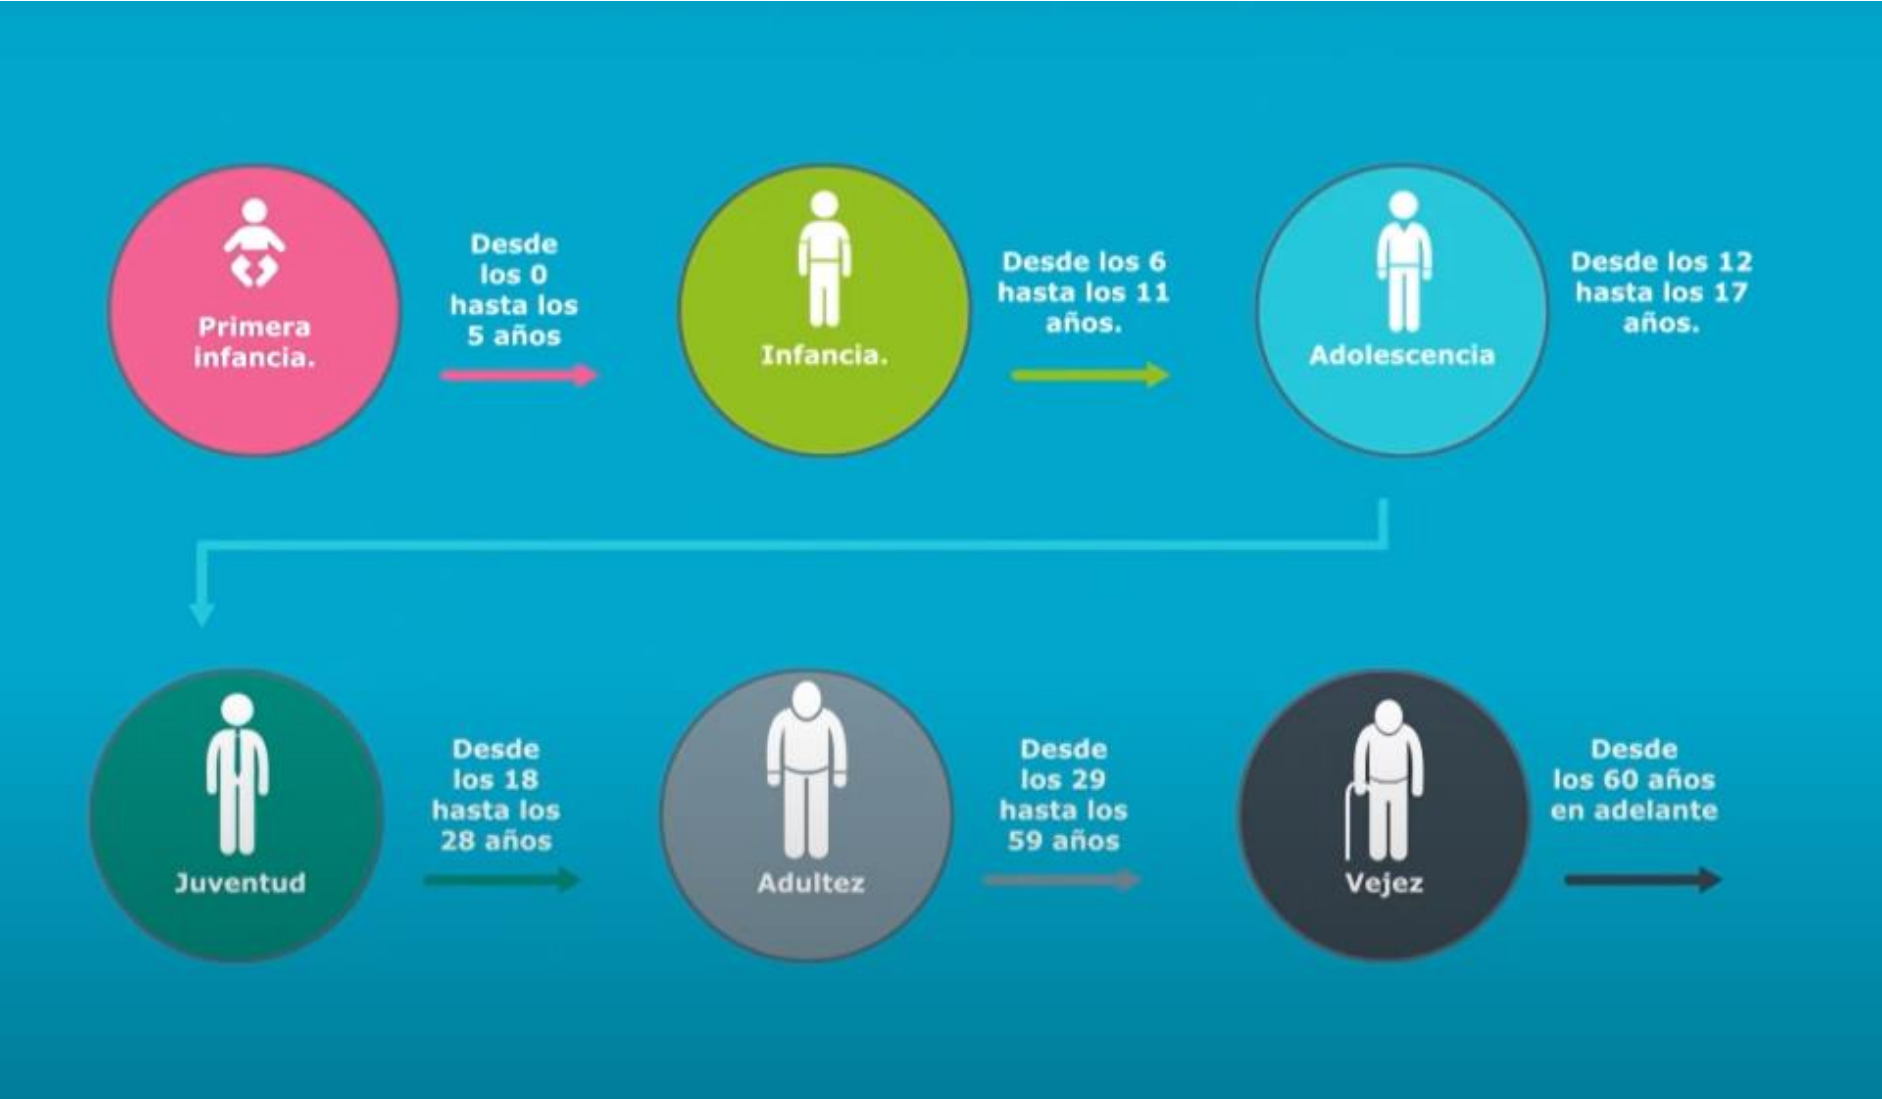 Primera
infancia.
Desde
los 0
hasta los
5 años
Infancia.
Desde los 6
hasta los 11
años.
Adolescencia
Desde los 12
hasta los 17
años.
Juventud
Desde
los 18
hasta los
28 años
Adultez
Desde
los 29
hasta los
59 años
Vejez
Desde
los 60 años
en adelante